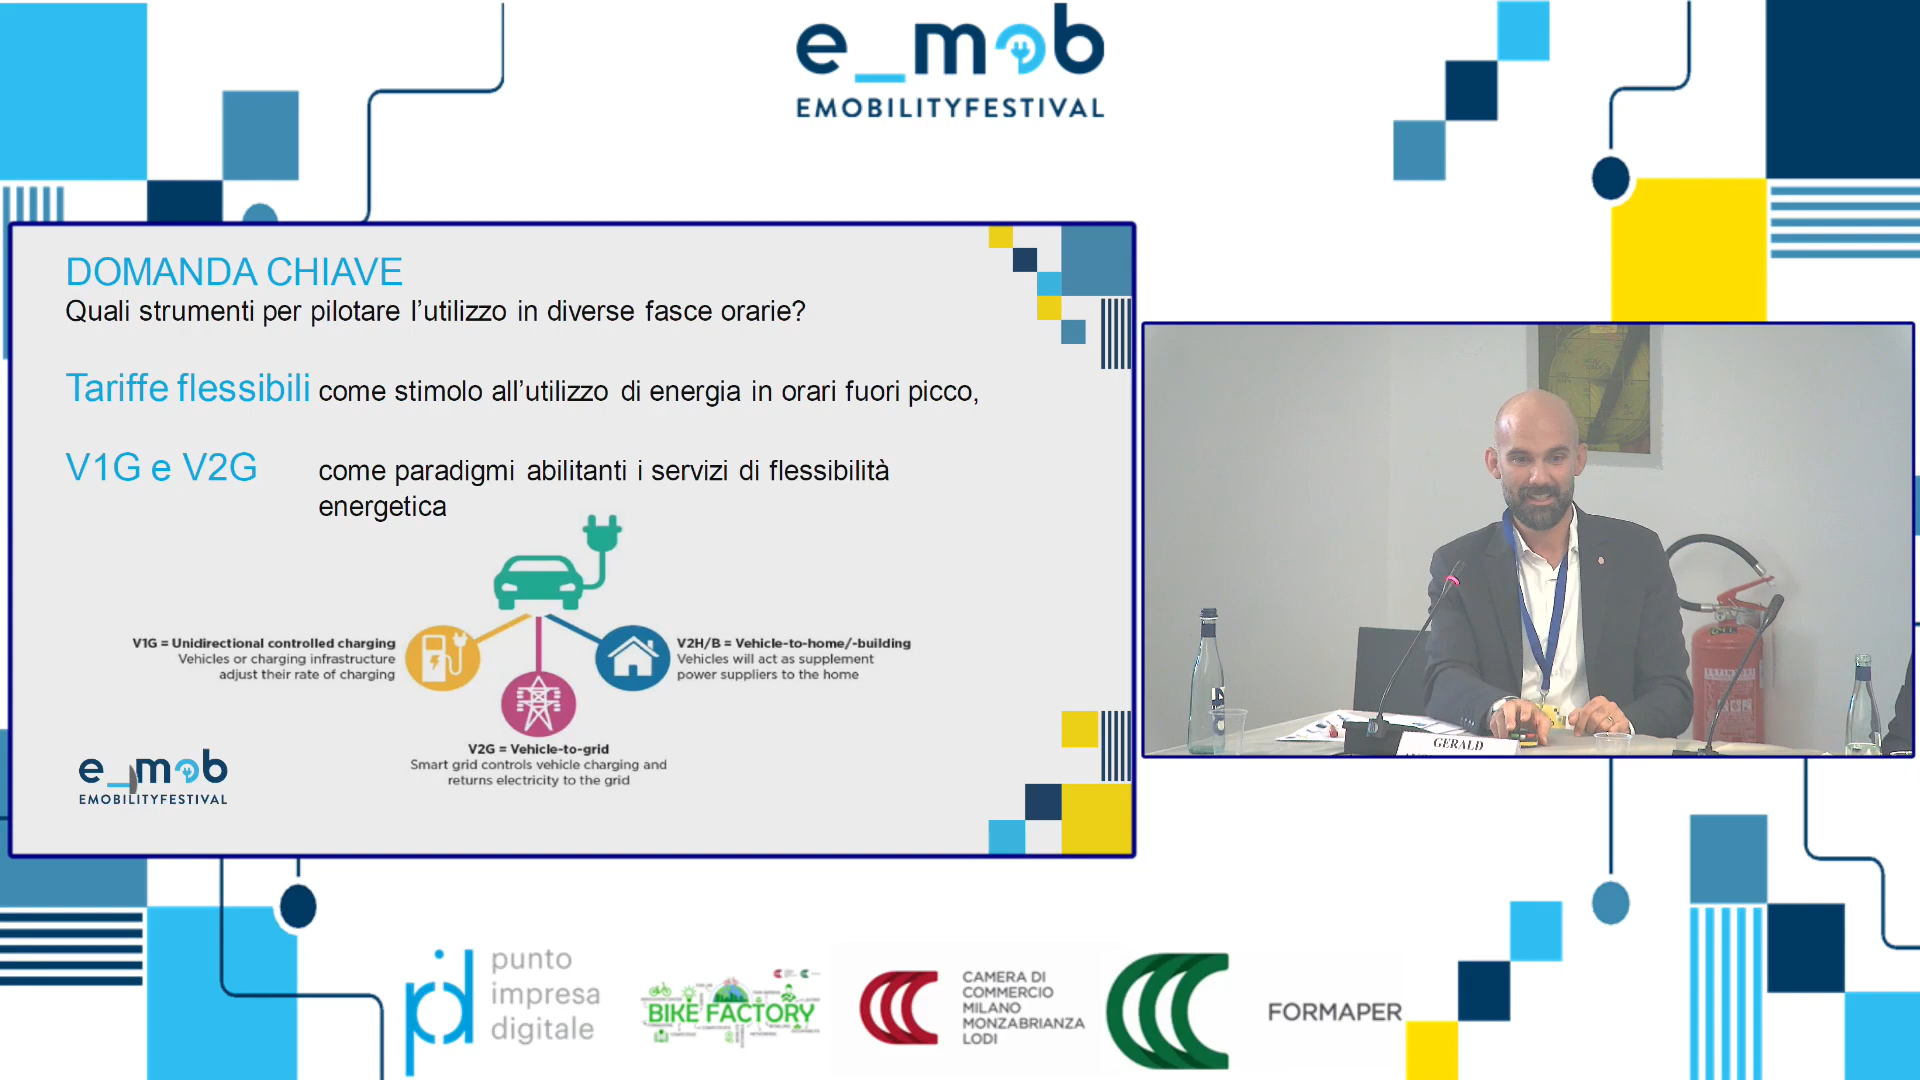 e_mob
EMOBILITYFESTIVAL
DOMANDA CHIAVE
Quali strumenti per pilotare l’utilizzo in diverse fasce orarie?
Tariffe flessibili come stimolo all’utilizzo di energia in orari fuori picco,
V1G e V2G come paradigmi abilitanti i servizi di flessibilità
energetica
V1G = Unidirectional controlled charging
Vehicles or charging infrastructure
adjust their rate of charging
V2H/B = Vehicle-to-home/-building
Vehicles will act as supplement
power suppliers to the home
V2G = Vehicle-to-grid
Smart grid controls vehicle charging and
returns electricity to the grid
e_mob
EMOBILITYFESTIVAL
GERALD
punto
impresa
digitale
BIKE FACTORY
CAMERA DI
COMMERCIO
MILANO
MONZABRIANZA
LODI
FORMAPER